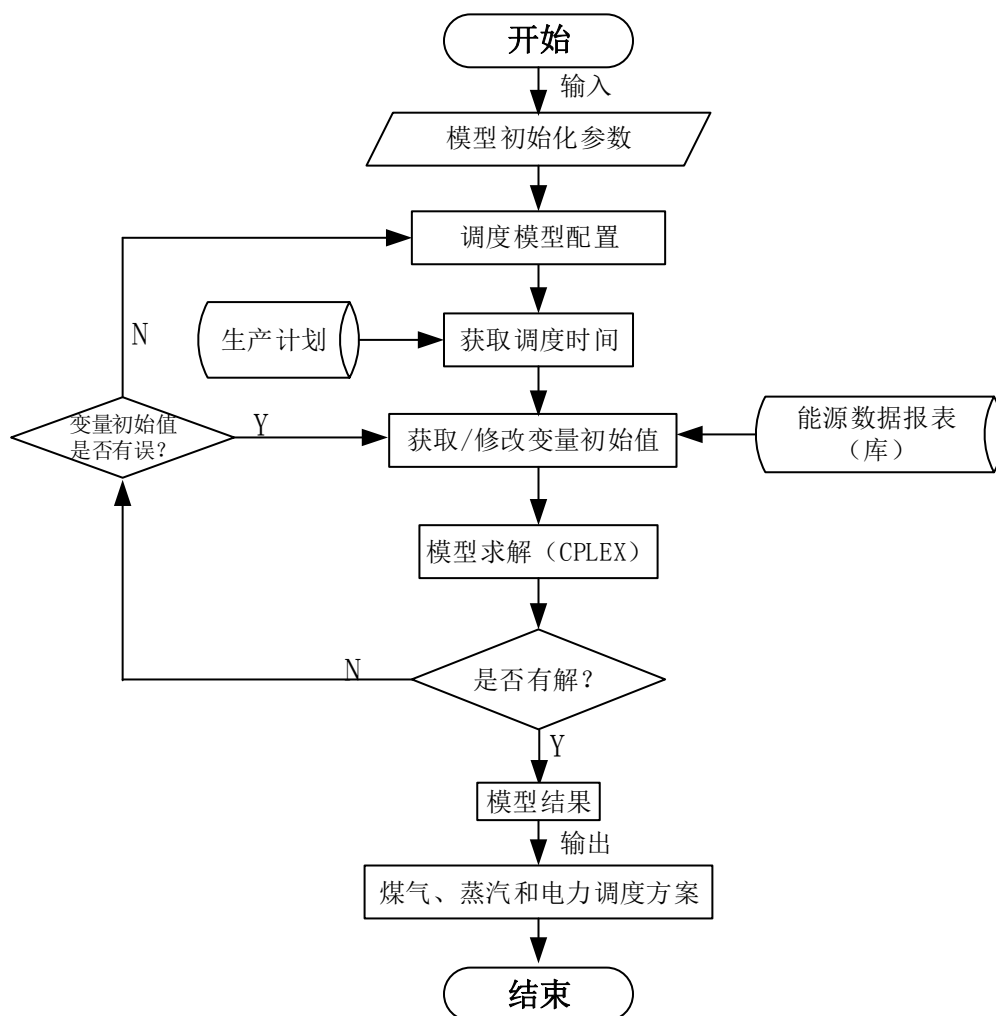 开始
输入
模型初始化参数
调度模型配置
N
生产计划
获取调度时间
变量初始值
是否有误?
Y
获取/修改变量初始值
能源数据报表
（库）
模型求解（CPLEX）
N
是否有解?
Y
模型结果
输出
煤气、蒸汽和电力调度方案
结束